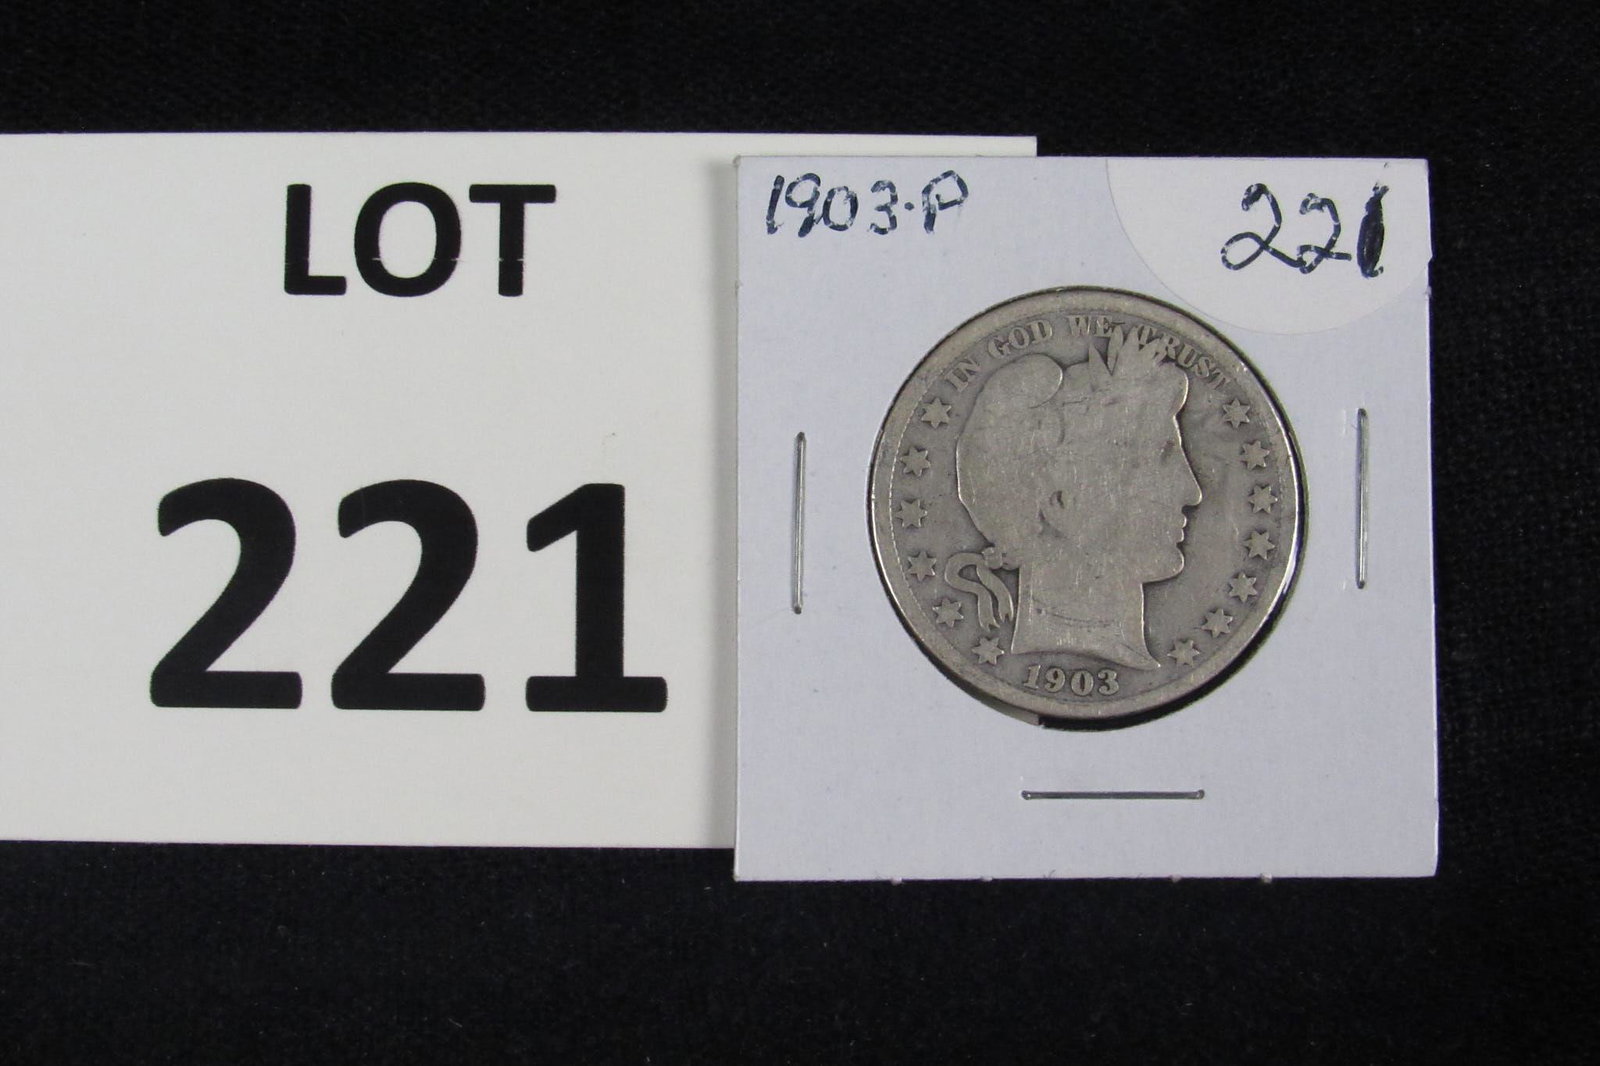 LOT
221
1903-P
221
IN GOD WE TRUST
1903